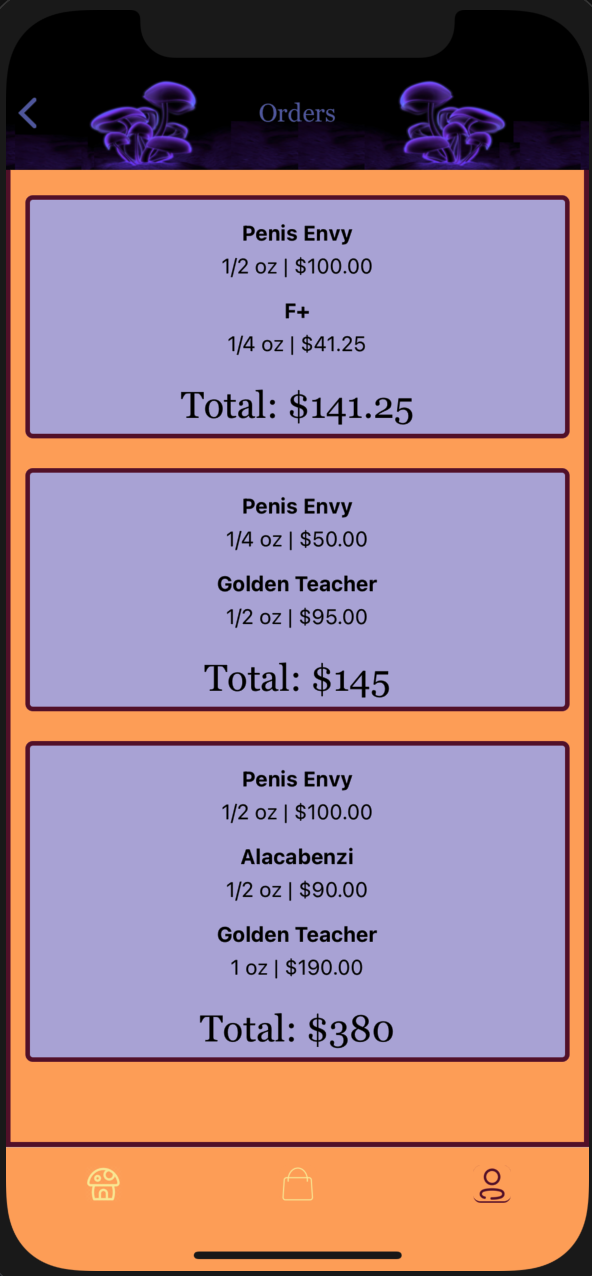 Orders
Penis Envy
1/2 oz | $100.00
F+
1/4 oz | $41.25
Total: $141.25
Penis Envy
1/4 oz | $50.00
Golden Teacher
1/2 oz | $95.00
Total: $145
Penis Envy
1/2 oz | $100.00
Alacabenzi
1/2 oz | $90.00
Golden Teacher
1 oz | $190.00
Total: $380